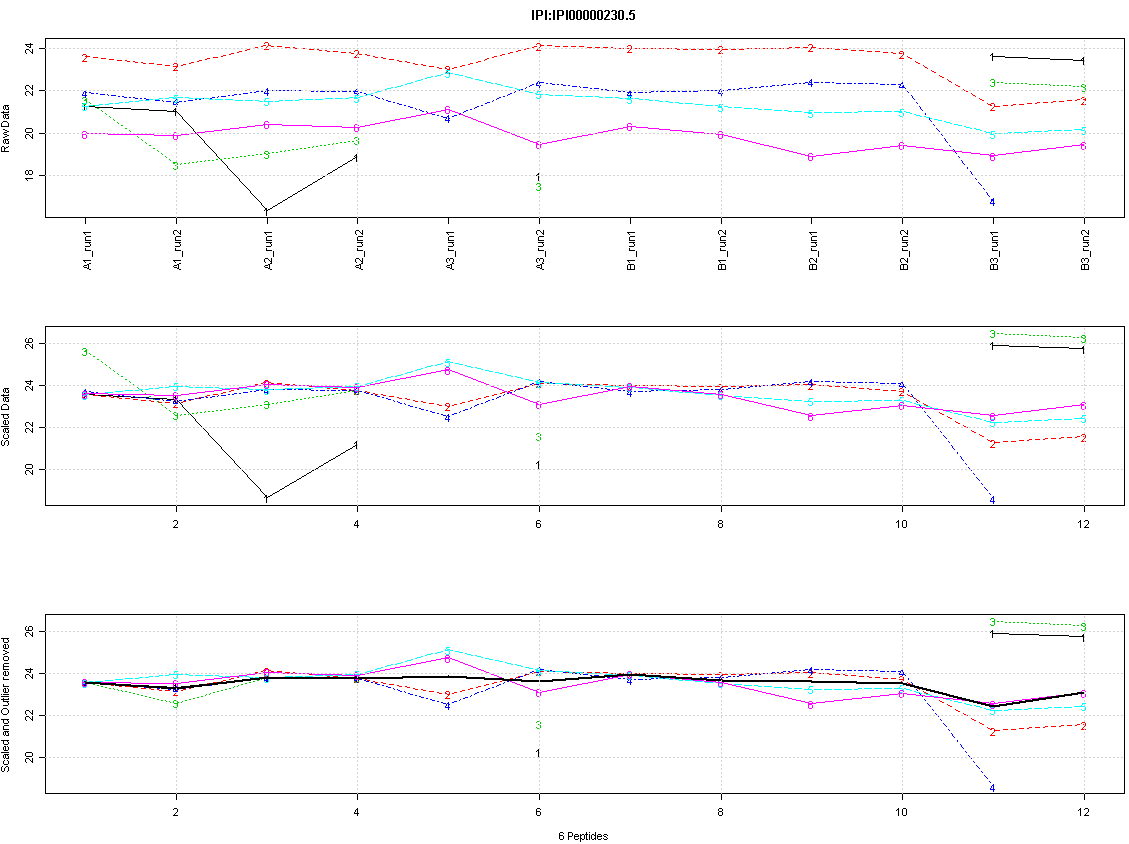 IPI:IPI00000230.5
RawData
24
22
20
18
A1_run1
A1_run2
A2_run1
A2_run2
A3_run1
A3_run2
B1_run1
B1_run2
B2_run1
B2_run2
B3_run1
B3_run2
Scaled Data
26
24
22
20
2
4
6
8
10
12
Scaled and Outlier removed
26
24
22
20
2
4
6
8
10
12
6 Peptides